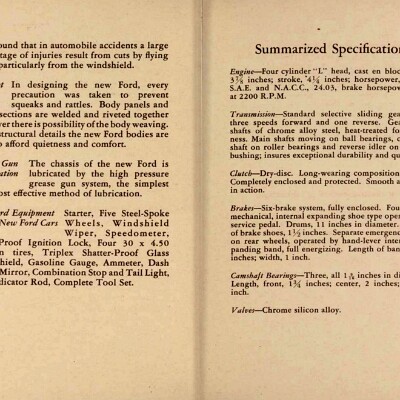 ound that in automobile accidents a large
tage of injuries result from cuts by flying
particularly from the windshield.
In designing the new Ford, every
precaution was taken to prevent
squeaks and rattles. Body panels and
sections are welded and riveted together
ver there is possibility of the body weaving.
structural details the new Ford bodies are
o afford quietness and comfort.
Gun The chassis of the new Ford is
ation lubricated by the high pressure
grease gun system, the simplest
ost effective method of lubrication.
rd Equipment Starter, Five Steel-Spoke
New Ford Cars Wheels, Windshield
Wiper, Speedometer,
Proof Ignition Lock, Four 30 x 4.50
n tires, Triplex Shatter-Proof Glass
hield, Gasoline Gauge, Ammeter, Dash
Mirror, Combination Stop and Tail Light,
dicator Rod, Complete Tool Set.
Summarized Specification
Engine—Four cylinder "L" head, cast en bloc
3⅞ inches; stroke, 4¼ inches; horsepower,
S.A.E. and N.A.C.C., 24.03, brake horsepow
at 2200 R.P.M.
Transmission—Standard selective sliding gea
three speeds forward and one reverse. Gea
shafts of chrome alloy steel, heat-treated fo
ness. Main shafts moving on ball bearings, c
shaft on roller bearings and reverse idler on
bushing; insures exceptional durability and qu
Clutch—Dry-disc. Long-wearing composition
Completely enclosed and protected. Smooth a
in action.
Brakes—Six-brake system, fully enclosed. Fou
mechanical, internal expanding shoe type oper
service pedal. Drums, 11 inches in diameter.
of brake shoes, 1½ inches. Separate emergenc
on rear wheels, operated by hand-lever inter
panding band, full energizing. Length of ban
inches; width, 1 inch.
Camshaft Bearings—Three, all 1 inches in di
Length, front, 1¾ inches; center, 2 inches;
inch.
Valves—Chrome silicon alloy.